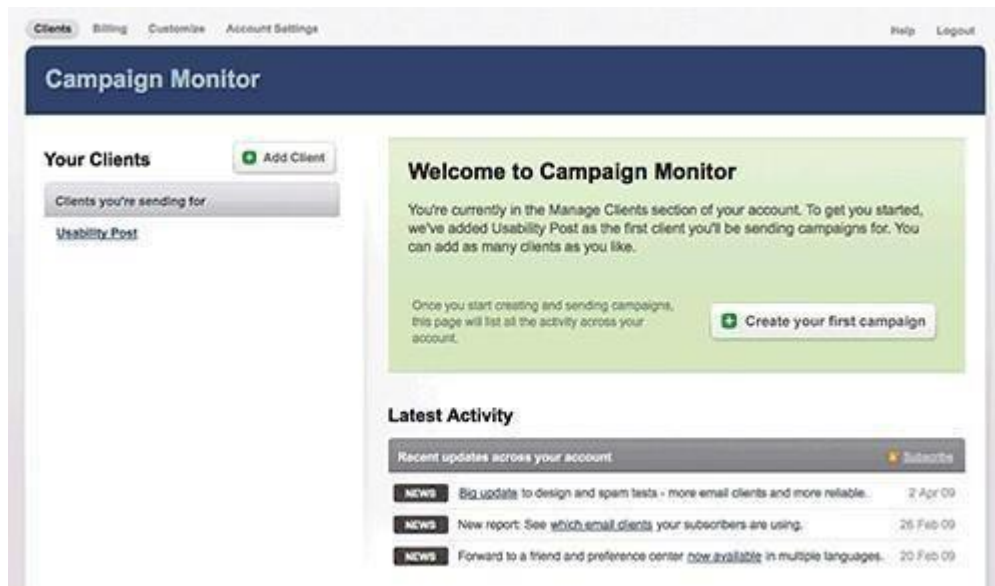 Clients Billing Customize Account Settings Help Logout
Campaign Monitor
Your Clients
Add Client
Clients you're sending for
Usability Post
Welcome to Campaign Monitor
You're currently in the Manage Clients section of your account. To get you started,
we've added Usability Post as the first client you'll be sending campaigns for. You
can add as many clients as you like.
Once you start creating and sending campaigns,
this page will list all the activity across your
account.
Create your first campaign
Latest Activity
Recent updates across your account Subscribe
NEWS Big update to design and spam tests - more email clients and more reliable. 2 Apr 09
NEWS New report: See which email clients your subscribers are using. 26 Feb 09
NEWS Forward to a friend and preference center now available in multiple languages. 20 Feb 09